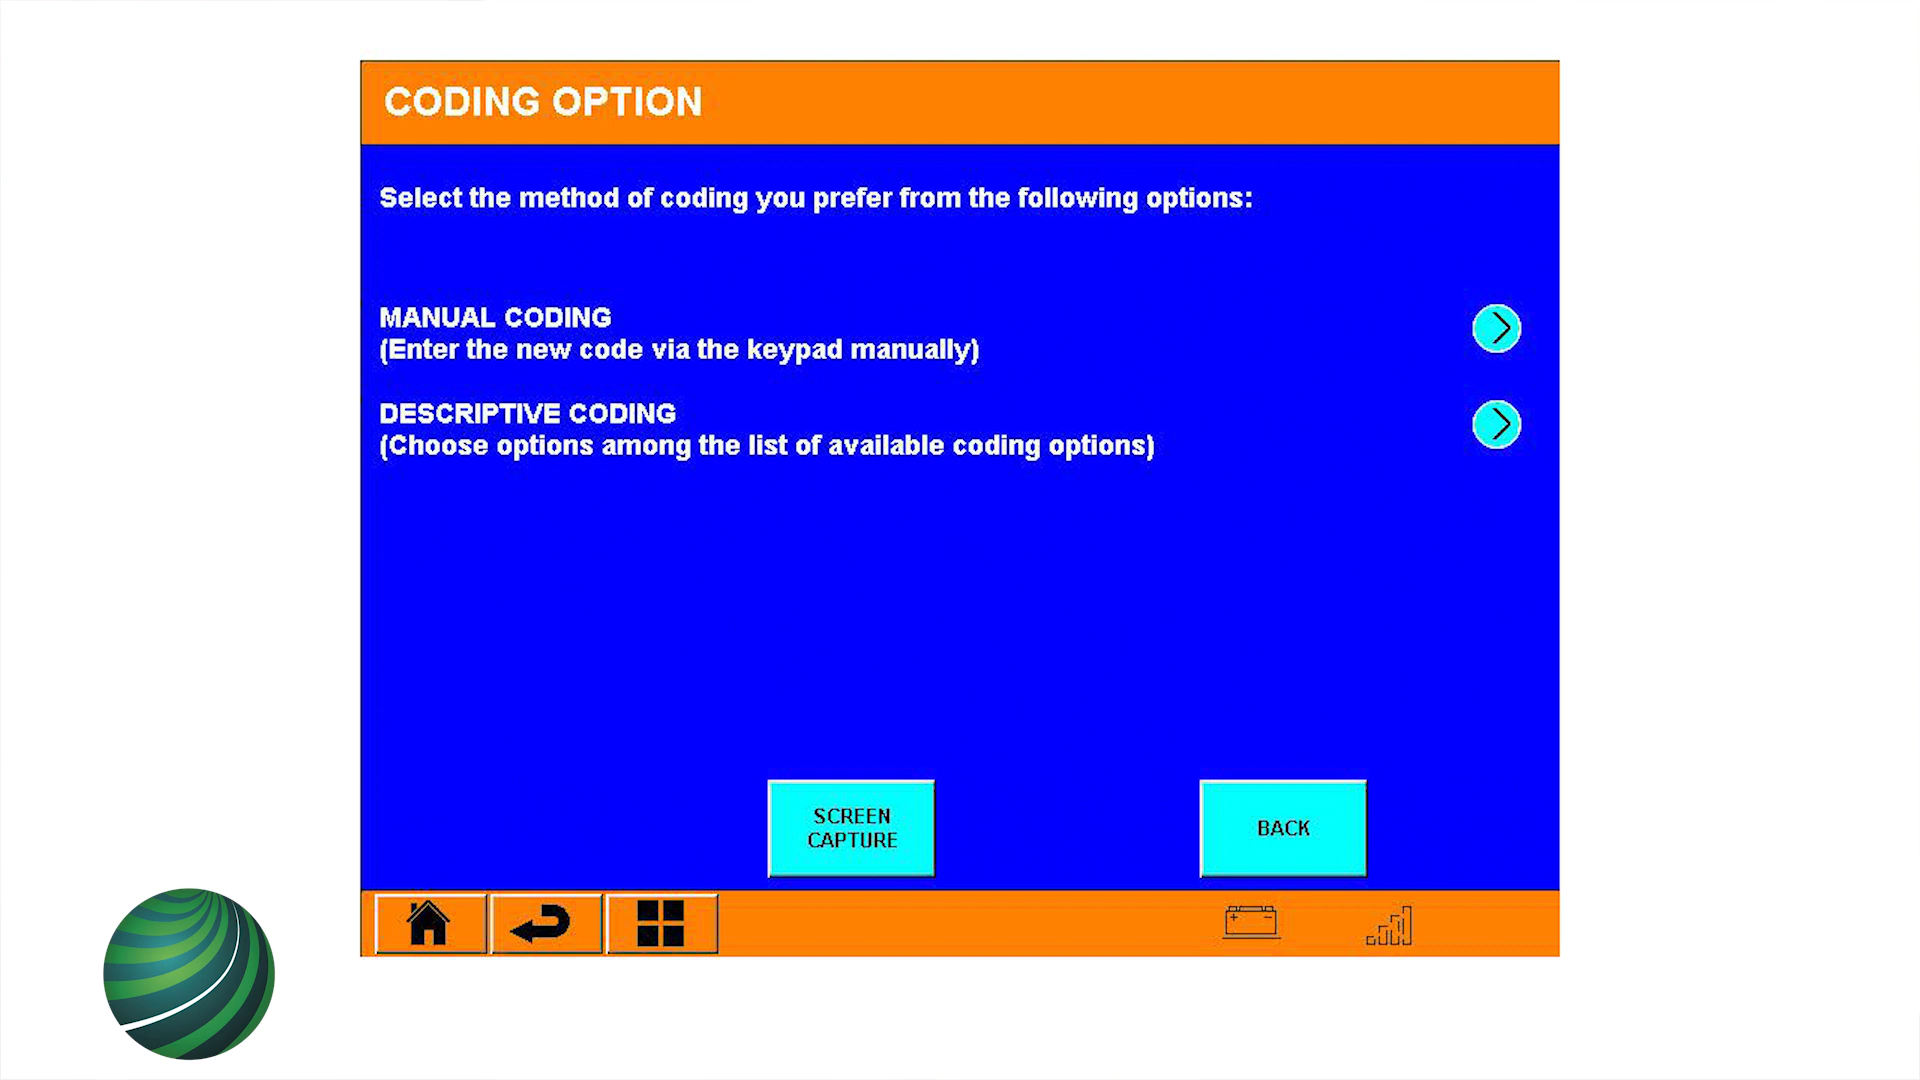 CODING OPTION
Select the method of coding you prefer from the following options:
MANUAL CODING
(Enter the new code via the keypad manually)
DESCRIPTIVE CODING
(Choose options among the list of available coding options)
SCREEN
CAPTURE
BACK